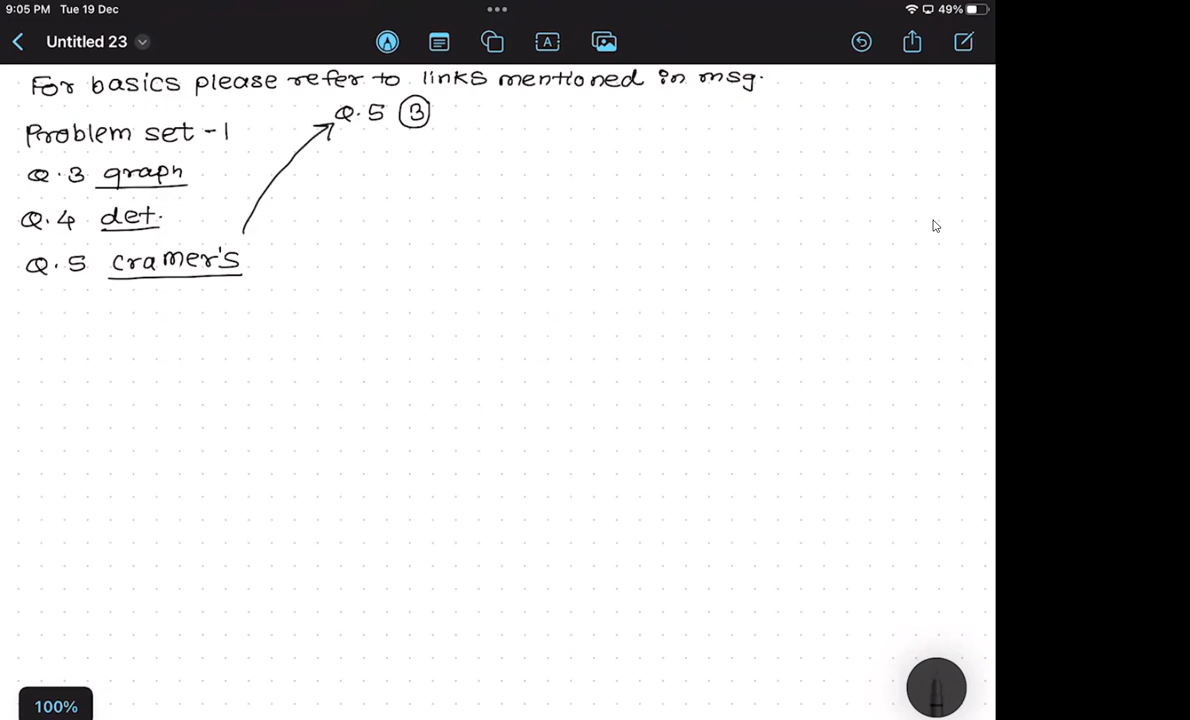 9:05 PM Tue 19 Dec
49%
Untitled 23
A
For basics please refer to links mentioned in msg.
Q.5 3
Problem set - 1
Q.3 graph
Q.4 det.
Q.5 cramer's
100%